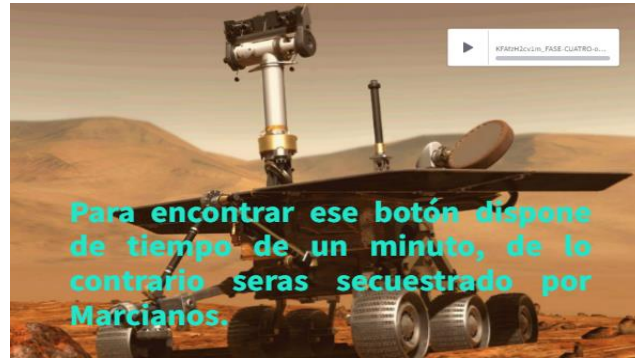 Para encontrar ese botón dispone
de tiempo de un minuto, de lo
contrario seras secuestrado por
Marcianos.